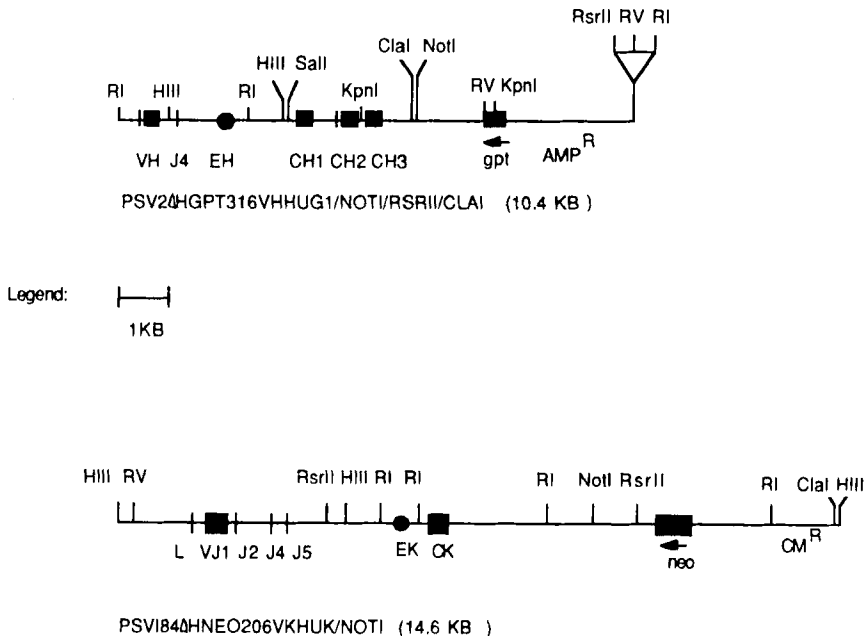 RsrII RV RI
ClaI NotI
HIII SalI
RI HIII RI KpnI RV KpnI
VH J4 EH CH1 CH2 CH3 gpt AMP R
PSV2ΔHGPT316VHHUG1/NOTI/RSRII/CLAI (10.4 KB )
Legend:
1KB
HIII RV RsrII HIII RI RI RI NotI RsrII RI ClaI HIII
L VJ1 J2 J4 J5 EK CK neo CM R
PSVI84ΔHNEO206VKHUK/NOTI (14.6 KB )